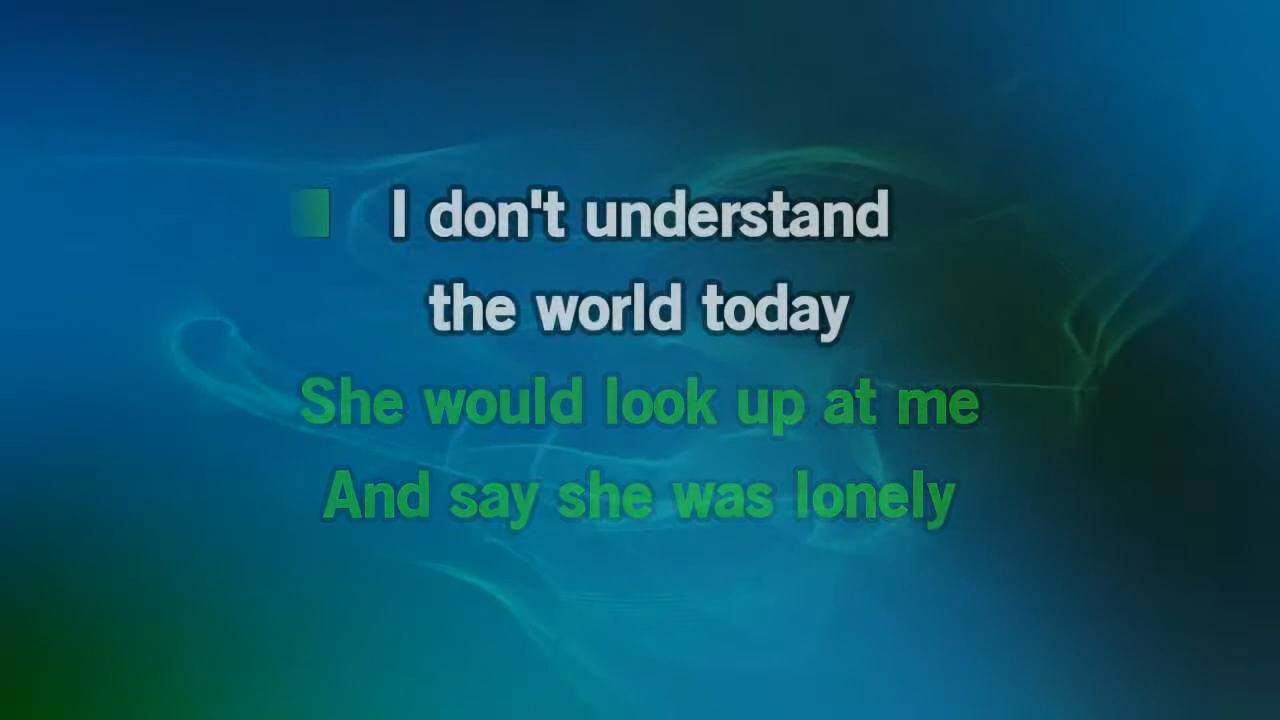 I don't understand
the world today
She would look up at me
And say she was lonely